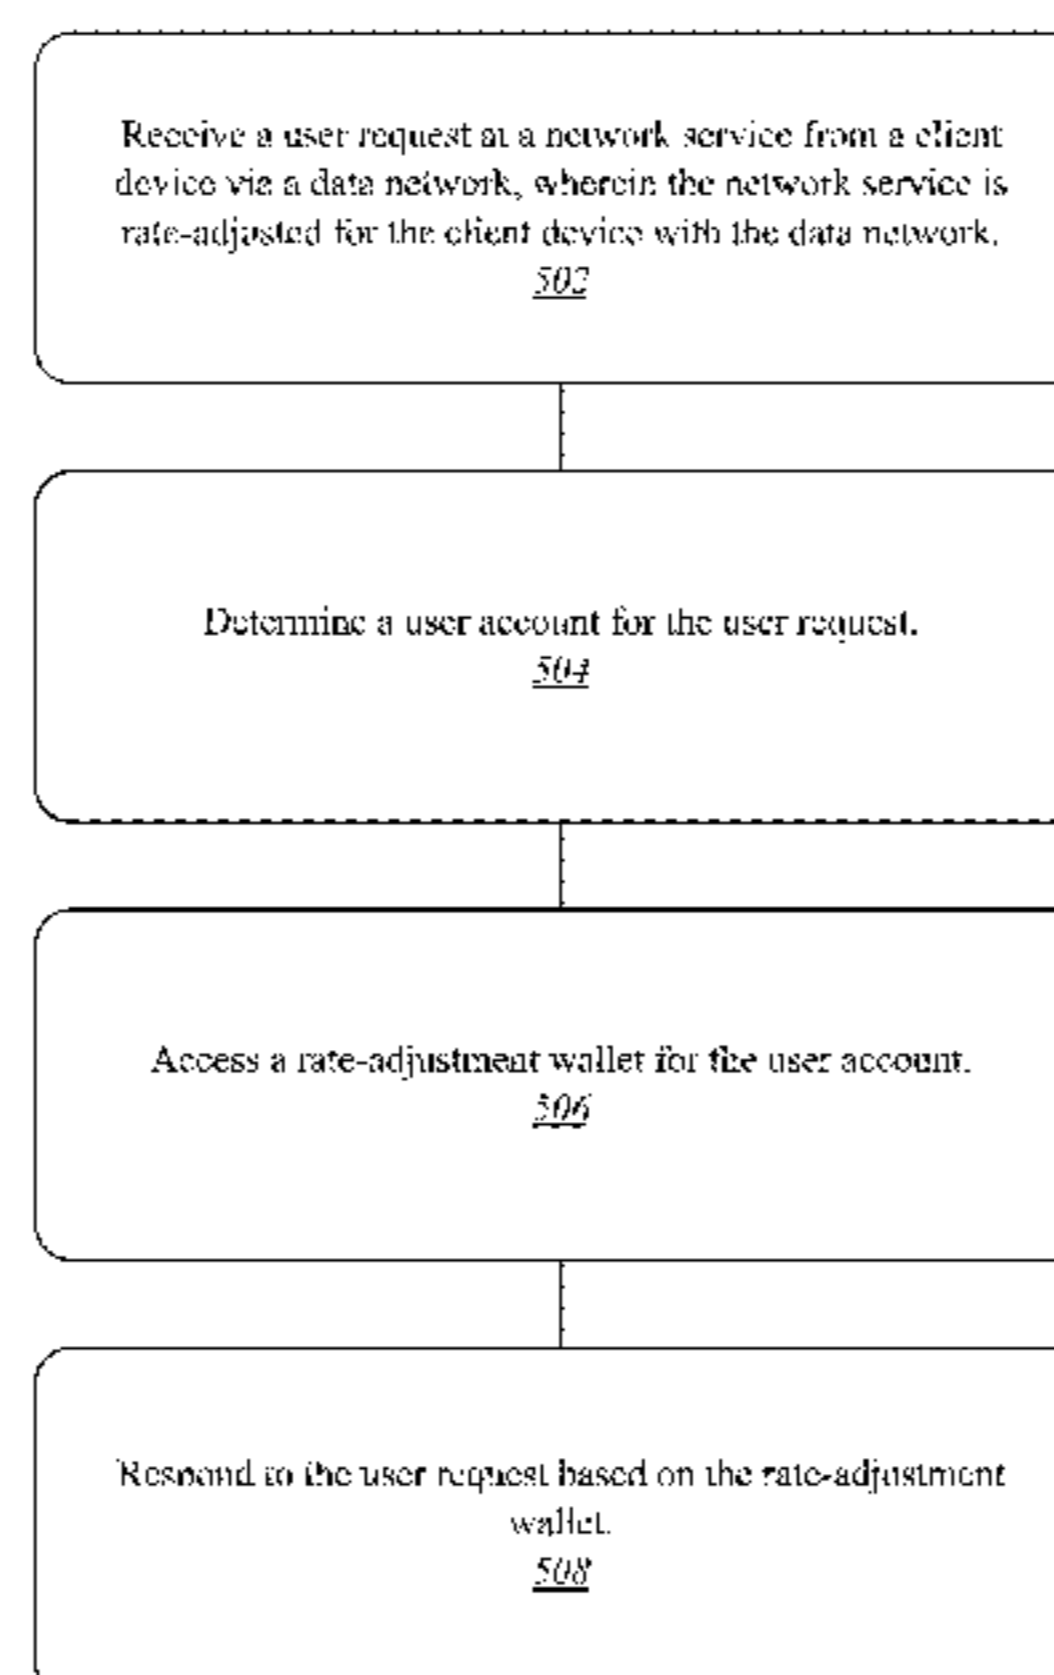 Receive a user request at a network service from a client
device via a data network, wherein the network service is
rate-adjusted for the client device with the data network.
502
Determine a user account for the user request.
504
Access a rate-adjustment wallet for the user account.
506
Respond to the user request based on the rate-adjustment
wallet.
508